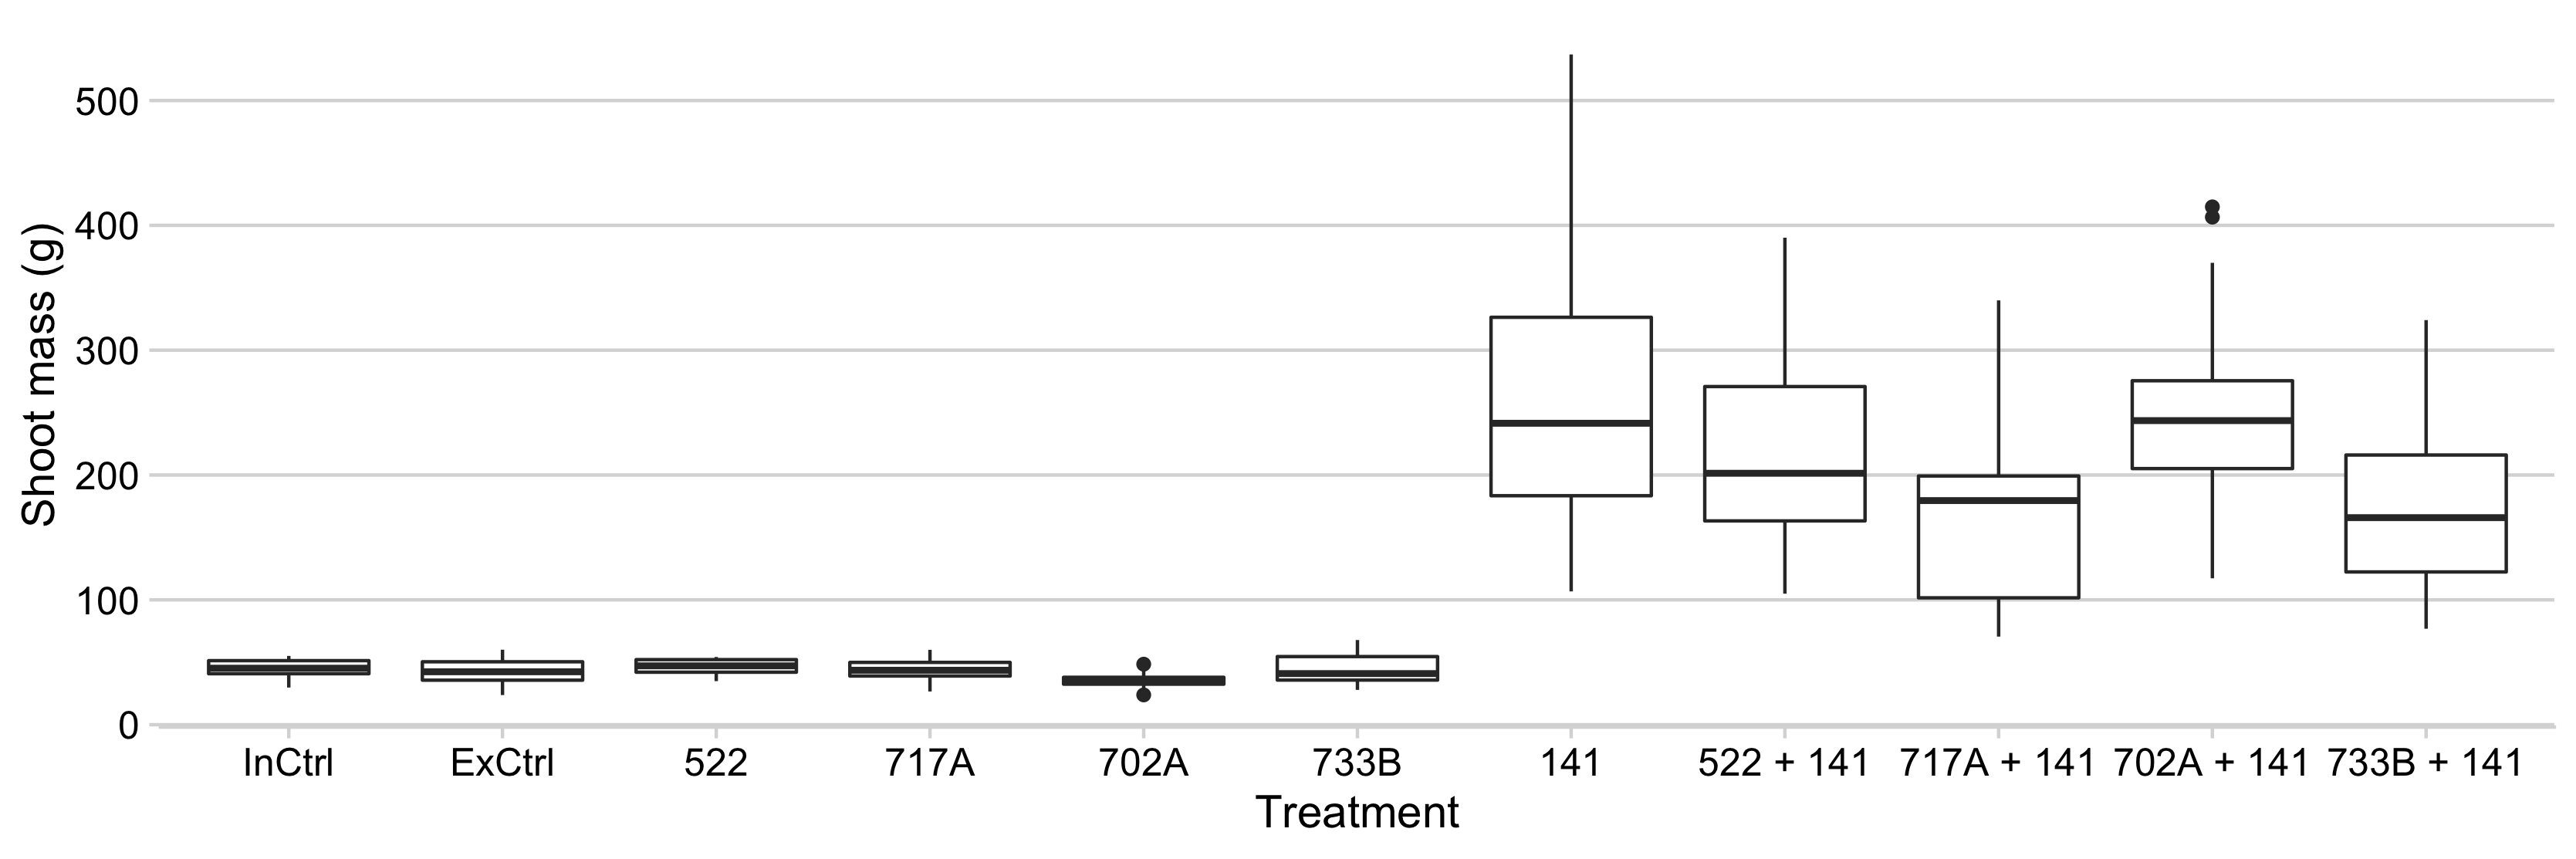 Shoot mass (g)
500
400
300
200
100
0
InCtrl ExCtrl 522 717A 702A 733B 141 522 + 141 717A + 141 702A + 141 733B + 141
Treatment